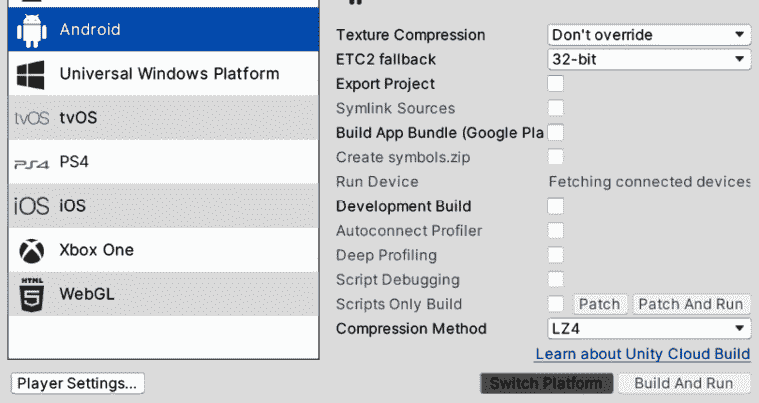 Android
Universal Windows Platform
tvOS tvOS
PS4 PS4
iOS iOS
Xbox One
HTML
5 WebGL
Player Settings...
Texture Compression Don't override
ETC2 fallback 32-bit
Export Project
Symlink Sources
Build App Bundle (Google Pla
Create symbols.zip
Run Device Fetching connected devices
Development Build
Autoconnect Profiler
Deep Profiling
Script Debugging
Scripts Only Build Patch Patch And Run
Compression Method LZ4
Learn about Unity Cloud Build
Switch Platform Build And Run